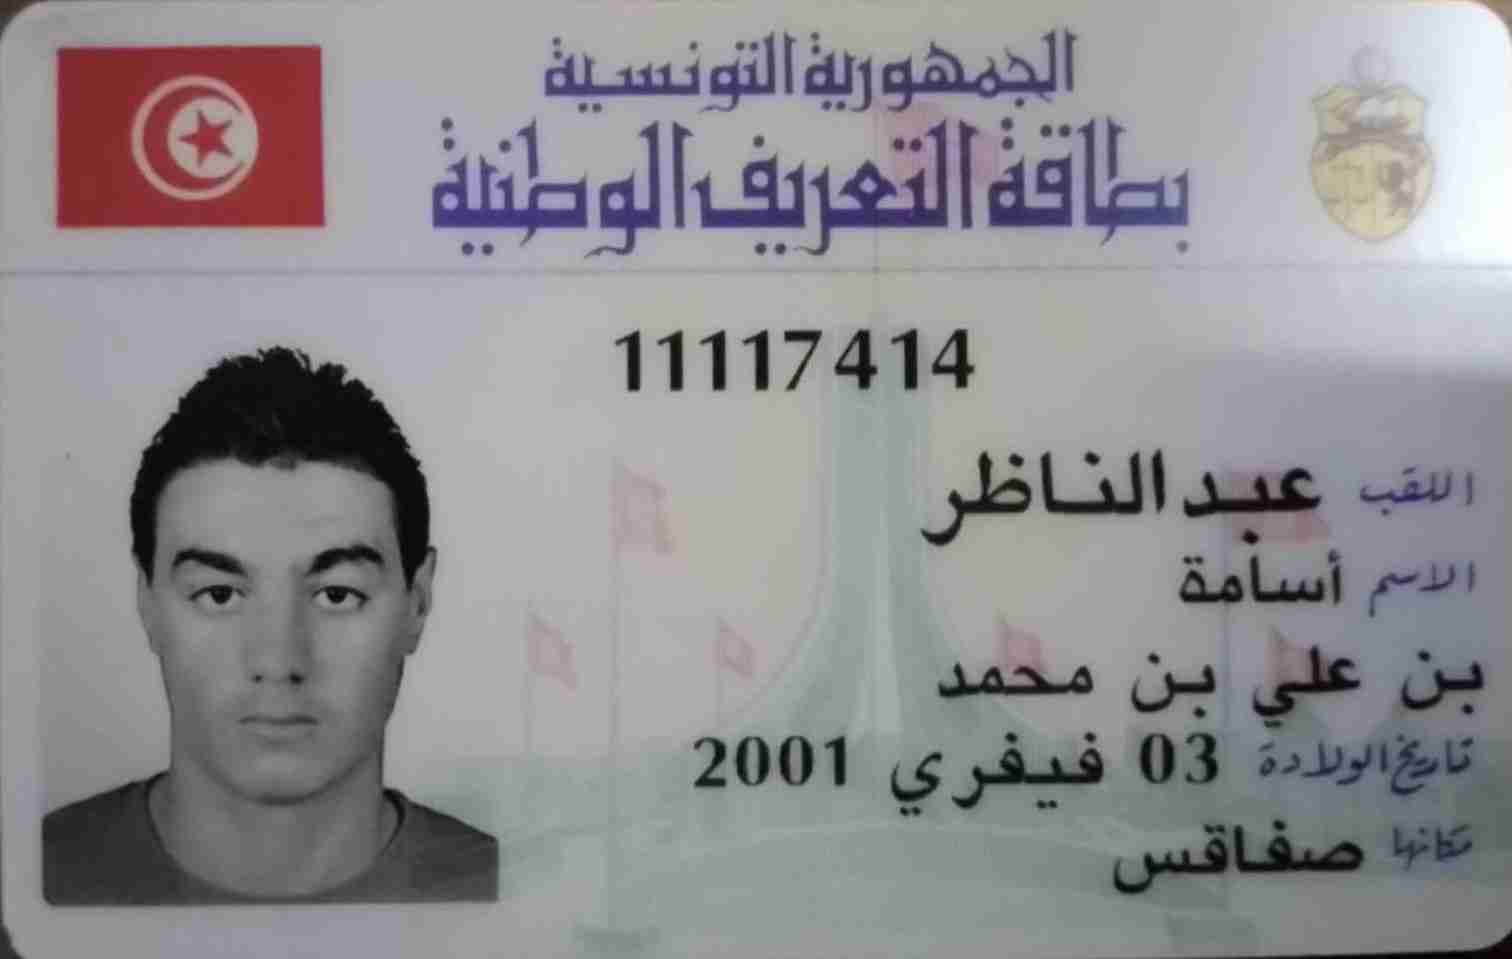 الجمهورية التونسية
بطاقة التعريف الوطنية
11117414
اللقب عبد الناظر
الاسم أسامة
بن علي بن محمد
تاريخ الولادة 03 فيفري 2001
مكانها صفاقس